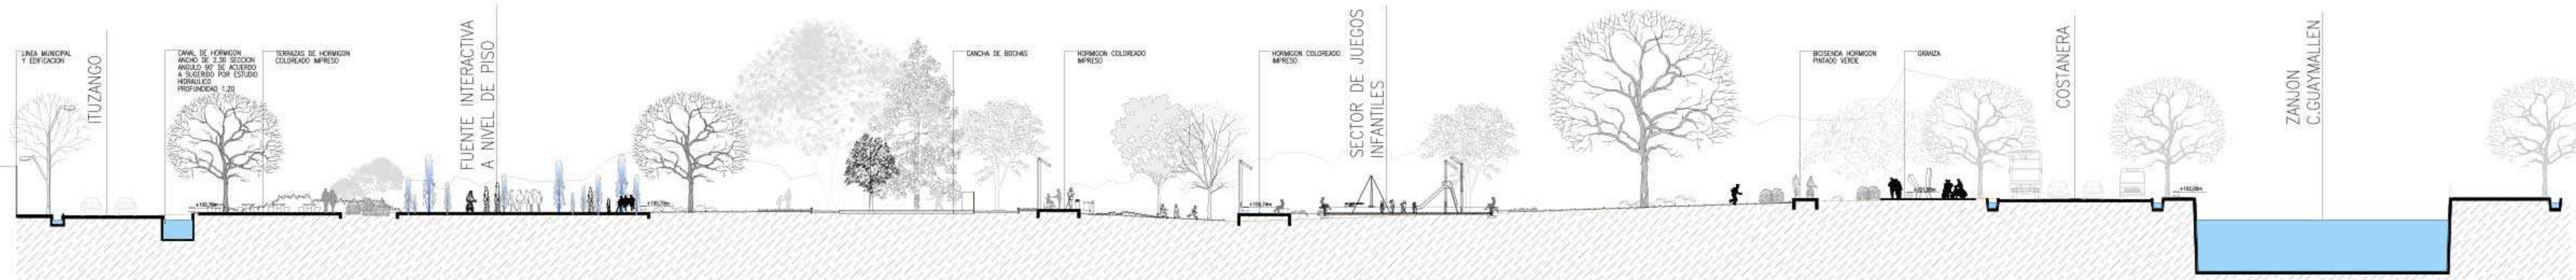 LINEA MUNICIPAL
Y EDIFICACION
ITUZANGO
CANAL DE HORMIGON
ANCHO DE 2.30 SECCION
ANGULO 90° DE ACUERDO
A SUGERIDO POR ESTUDIO
HIDRAULICO
PROFUNDIDAD 1.20
TERRAZAS DE HORMIGON
COLOREADO IMPRESO
FUENTE INTERACTIVA
A NIVEL DE PISO
CANCHA DE BOCHAS
HORMIGON COLOREADO
IMPRESO
HORMIGON COLOREADO
IMPRESO
SECTOR DE JUEGOS
INFANTILES
BICISENDA HORMIGON
PINTADO VERDE
GRANZA
COSTANERA
ZANJON
C.GUAYMALLEN